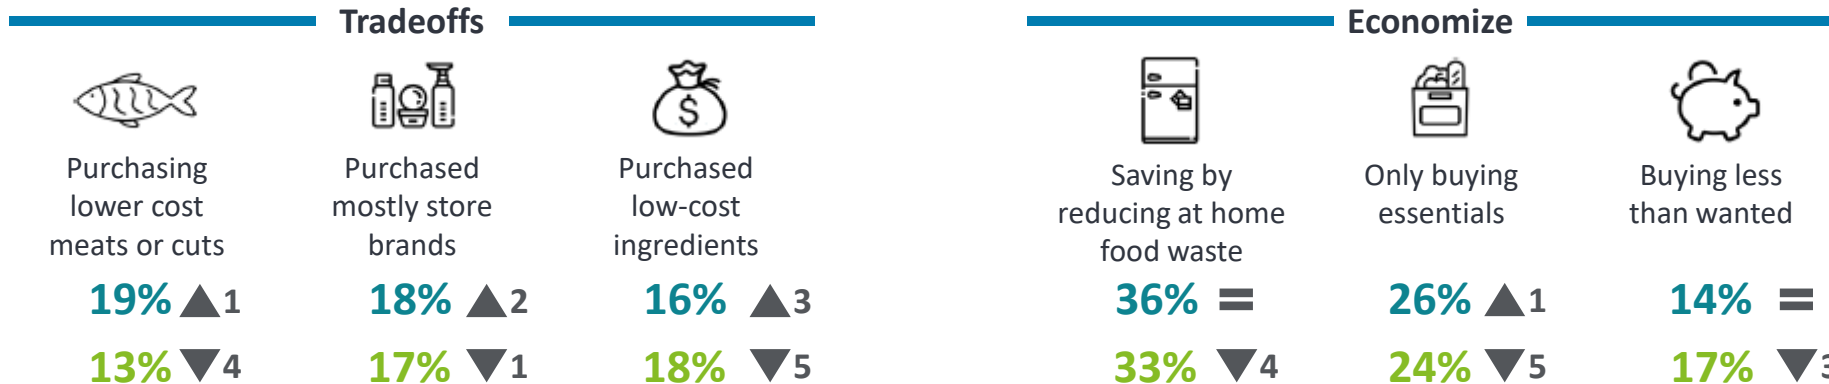 Tradeoffs
Purchasing
lower cost
meats or cuts
19% ▲1
13% ▼4
Purchased
mostly store
brands
18% ▲2
17% ▼1
$
Purchased
low-cost
ingredients
16% ▲3
18% ▼5
Economize
Saving by
reducing at home
food waste
36% =
33% ▼4
Only buying
essentials
26% ▲1
24% ▼5
Buying less
than wanted
14% =
17% ▼3